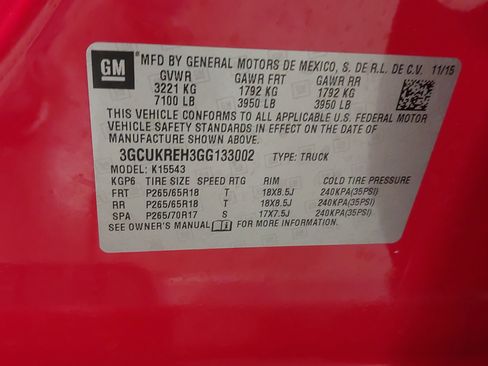 GM
MFD BY GENERAL MOTORS DE MEXICO, S. DE R.L. DE C.V. 11/15
GVWR GAWR FRT GAWR RR
3221 KG 1792 KG 1792 KG
7100 LB 3950 LB 3950 LB
THIS VEHICLE CONFORMS TO ALL APPLICABLE U.S. FEDERAL MOTOR
VEHICLE SAFETY STANDARDS IN EFFECT ON THE DATE OF
MANUFACTURE SHOWN ABOVE.
3GCUKREH3GG133002 TYPE: TRUCK
MODEL: K15543
KGP6 TIRE SIZE SPEED RTG RIM COLD TIRE PRESSURE
FRT P265/65R18 T 18X8.5J 240KPA(35PSI)
RR P265/65R18 T 18X8.5J 240KPA(35PSI)
SPA P265/70R17 S 17X7.5J 240KPA(35PSI)
SEE OWNER'S MANUAL FOR MORE INFORMATION.